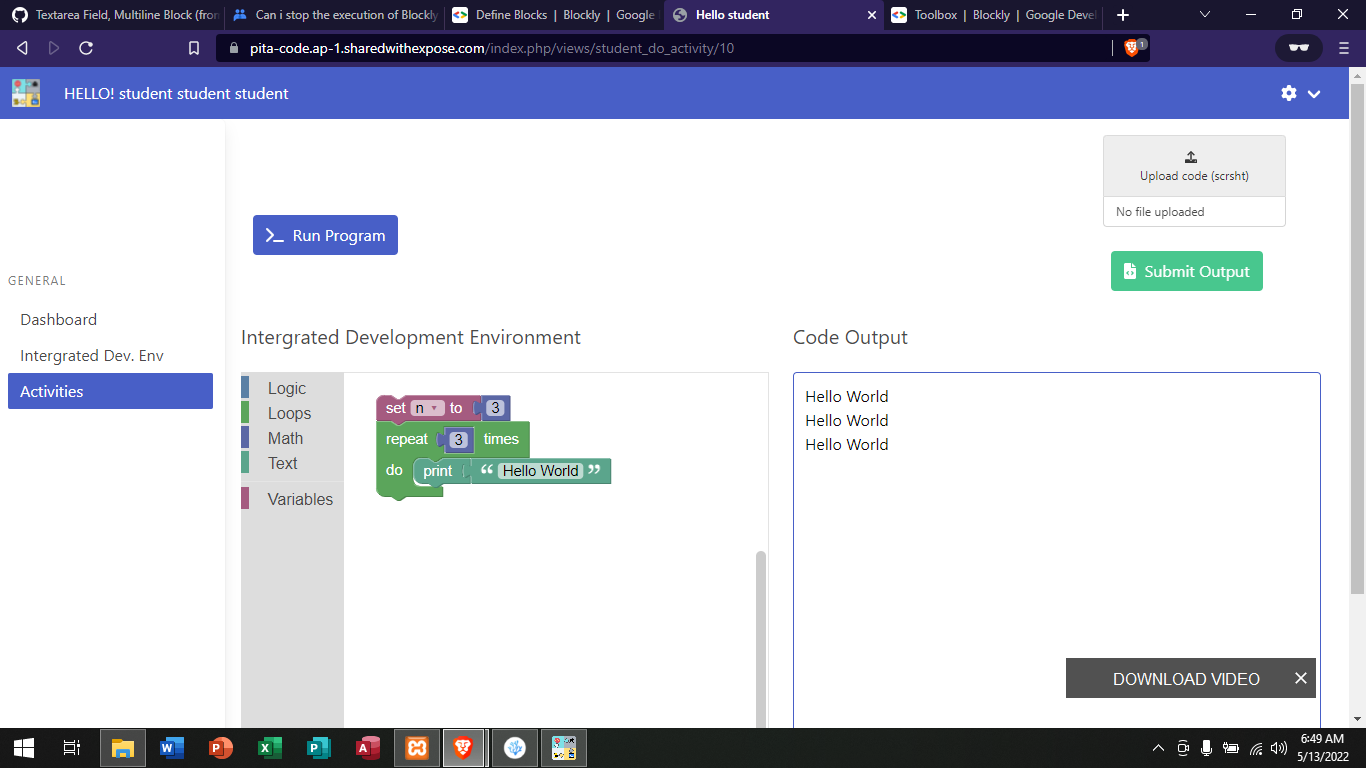 Textarea Field, Multiline Block (fron
Can i stop the execution of Blockly
Define Blocks | Blockly | Google
Hello student
Toolbox | Blockly | Google Devel
pita-code.ap-1.sharedwithexpose.com/index.php/views/student_do_activity/10
1
HELLO! student student student
Upload code (scrsht)
No file uploaded
Run Program
Submit Output
GENERAL
Dashboard
Intergrated Dev. Env
Activities
Intergrated Development Environment
Code Output
Logic
Loops
Math
Text
Variables
set n to 3
repeat 3 times
do print “ Hello World ”
Hello World
Hello World
Hello World
DOWNLOAD VIDEO
6:49 AM
5/13/2022